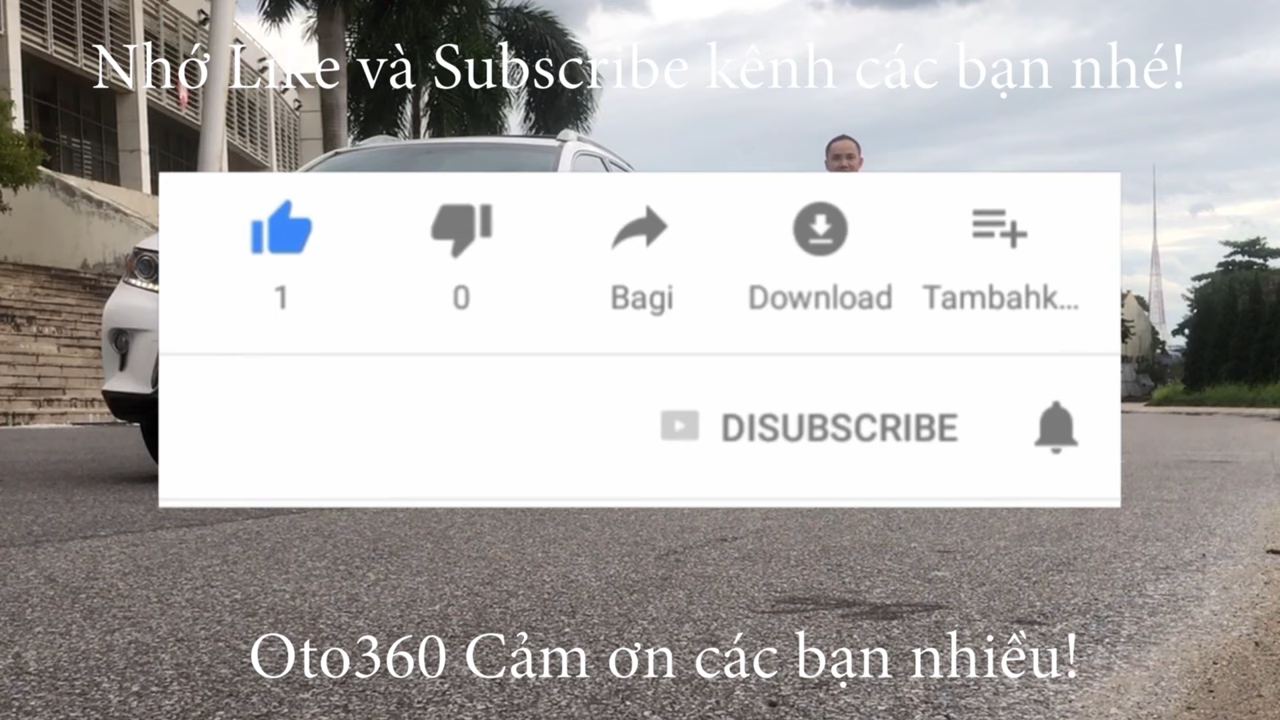 Nhớ Like và Subscribe kênh các bạn nhé!
1 0 Bagi Download Tambahk...
DISUBSCRIBE
Oto360 Cảm ơn các bạn nhiều!